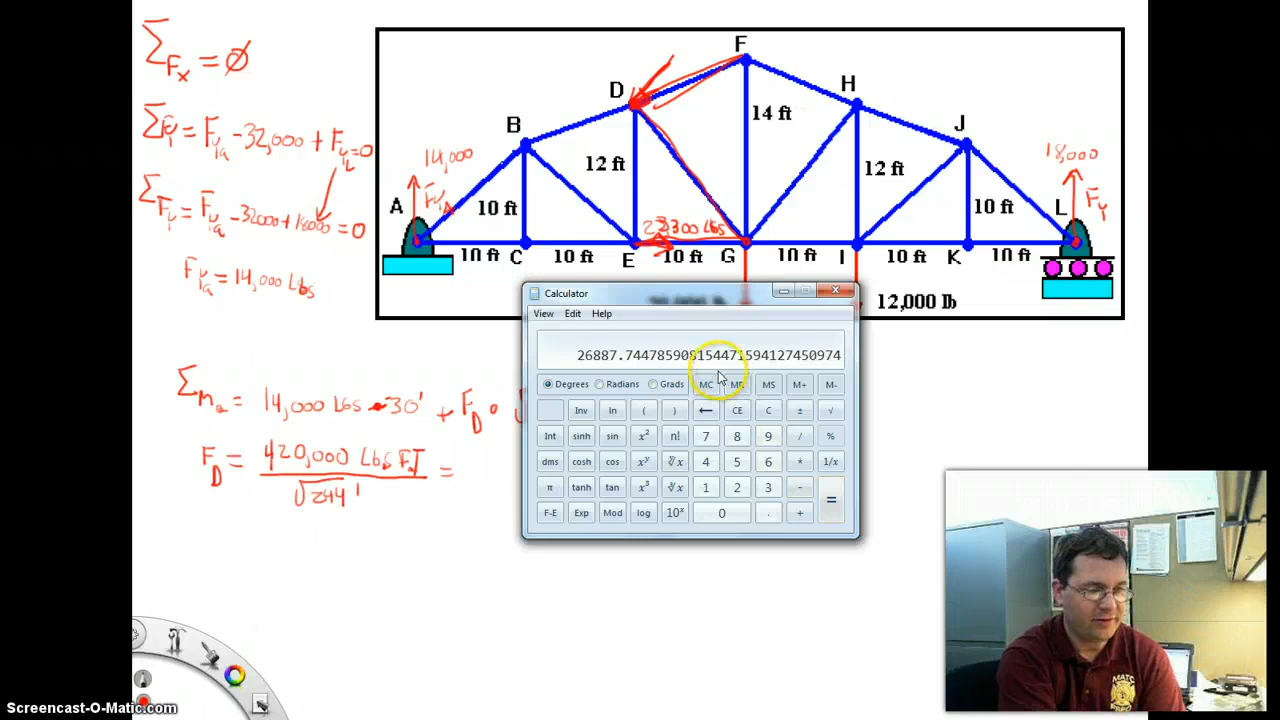 ΣFx = ∅
ΣFy = Fya - 32,000 + FyL = 0
ΣFy = Fya - 32000 + 18000 = 0
Fya = 14,000 Lbs
F
D
H
14 ft
B
J
14,000
12 ft
12 ft
18,000
A
FyA
10 ft
10 ft
L
Fy
23300 Lbs
10 ft
C
10 ft
E
10 ft
G
10 ft
I
10 ft
K
10 ft
12,000 lb
Calculator
View Edit Help
26887.744785908154471594127450974
Degrees Radians Grads MC MR MS M+ M-
Inv ln ( ) ← CE C ± √
Int sinh sin x² n! 7 8 9 / %
dms cosh cos xʸ ʸ√x 4 5 6 * 1/x
π tanh tan x³ ³√x 1 2 3 - =
F-E Exp Mod log 10ˣ 0 . +
ΣMG = 14,000 Lbs • 30' + FD •
FD = 420,000 Lbs FT / √244' =
MATC
Screencast-O-Matic.com